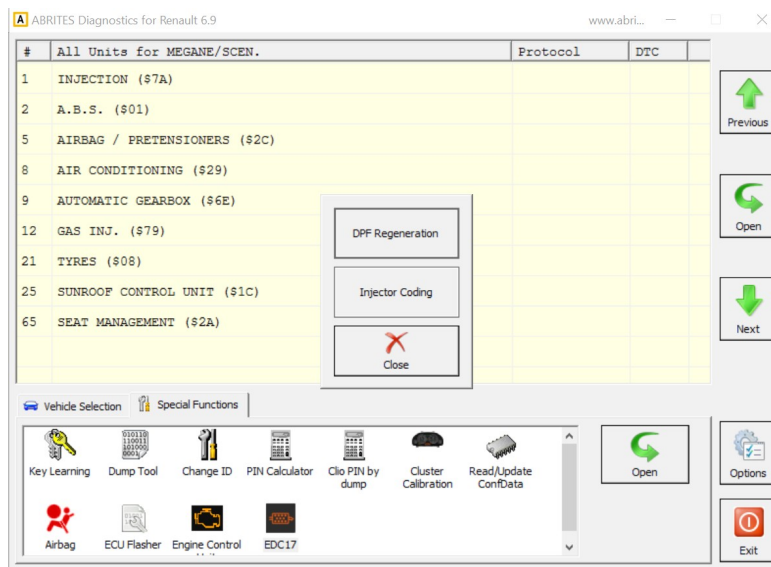 A ABRITES Diagnostics for Renault 6.9 www.abri...
# All Units for MEGANE/SCEN. Protocol DTC
1 INJECTION ($7A)
2 A.B.S. ($01)
5 AIRBAG / PRETENSIONERS ($2C)
8 AIR CONDITIONING ($29)
9 AUTOMATIC GEARBOX ($6E)
12 GAS INJ. ($79)
21 TYRES ($08)
25 SUNROOF CONTROL UNIT ($1C)
65 SEAT MANAGEMENT ($2A)
DPF Regeneration
Injector Coding
Close
Previous
Open
Next
Vehicle Selection Special Functions
Key Learning Dump Tool Change ID PIN Calculator Clio PIN by
dump Cluster
Calibration Read/Update
ConfData
Airbag ECU Flasher Engine Control
EDC17
Open
Options
Exit